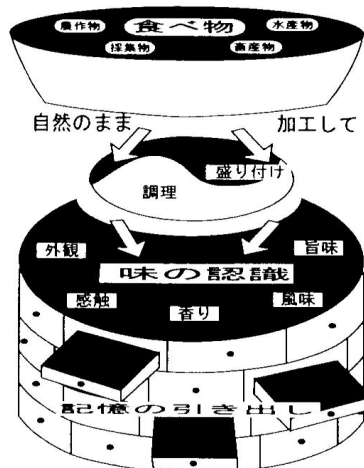 農作物
食べ物
水産物
採集物
畜産物
自然のまま
加工して
盛り付け
調理
外観
旨味
味の認識
感触
香り
風味
記憶の引き出し